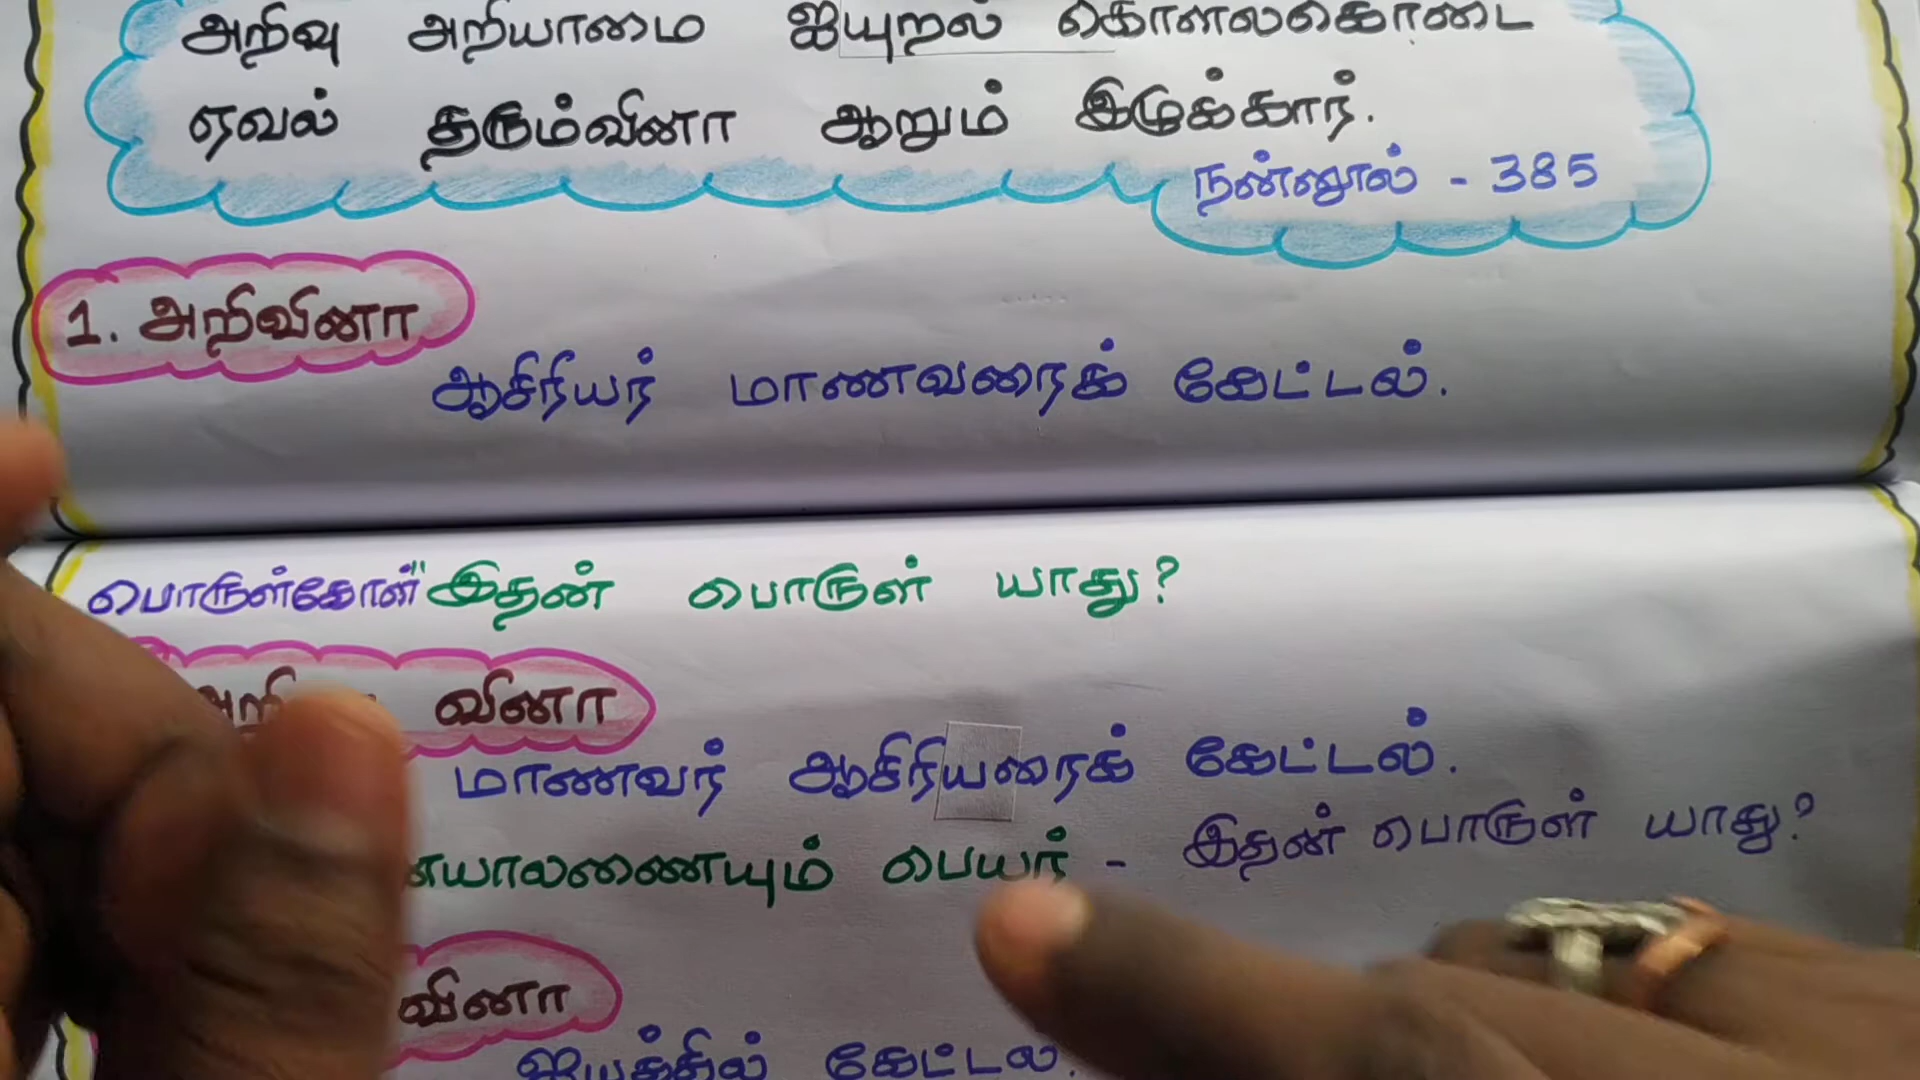 அறிவு அறியாமை ஐயுறல் கொளல்கொடை
ஏவல் தரும்வினா ஆறும் இழுக்கார்.
நன்னூல் - 385
1. அறிவினா
ஆசிரியர் மாணவரைக் கேட்டல்.
பொருள்கோள்" இதன் பொருள் யாது?
வினா
மாணவர் ஆசிரியரைக் கேட்டல்.
பெயர் - இதன் பொருள் யாது?
வினா
ஐயத்தில் கேட்டல்.